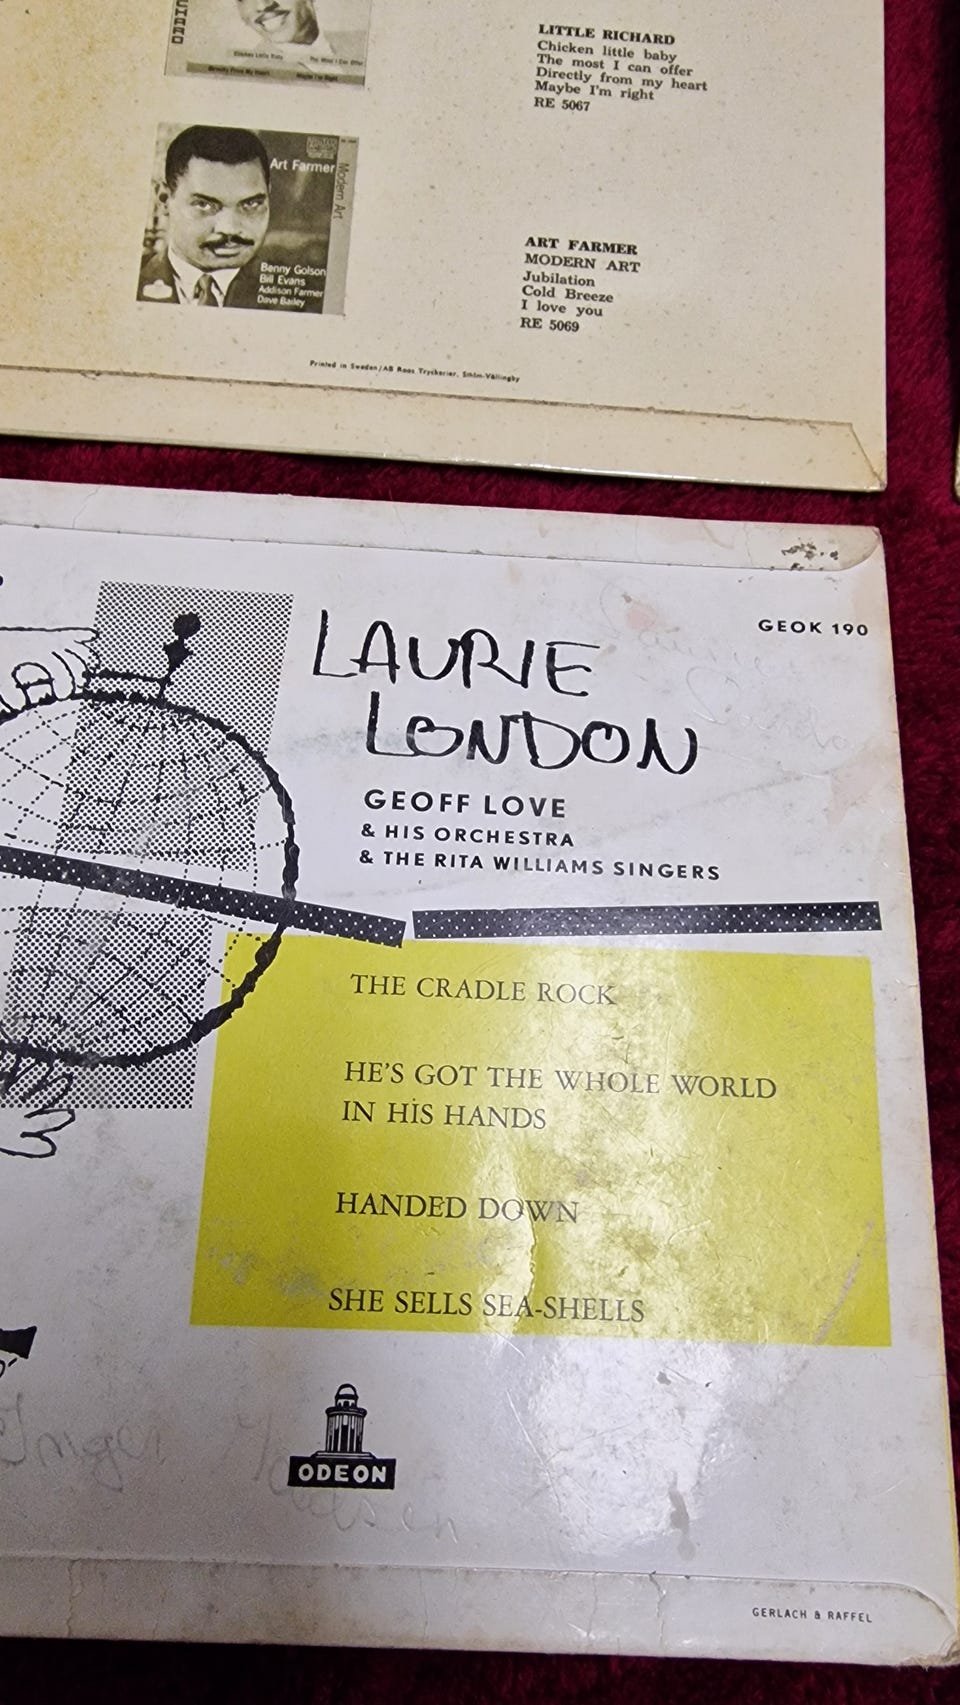 LITTLE RICHARD
Chicken little baby
The most I can offer
Directly from my heart
Maybe I'm right
RE 5067
Art Farmer
Modern Art
Benny Golson
Bill Evans
Addison Farmer
Dave Bailey
ART FARMER
MODERN ART
Jubilation
Cold Breeze
I love you
RE 5069
Printed in Sweden/AB Roos Tryckerier, Sthlm-Vällingby
GEOK 190
LAURIE
LONDON
GEOFF LOVE
& HIS ORCHESTRA
& THE RITA WILLIAMS SINGERS
THE CRADLE ROCK
HE'S GOT THE WHOLE WORLD
IN HIS HANDS
HANDED DOWN
SHE SELLS SEA-SHELLS
ODEON
Inger
GERLACH & RAFFEL